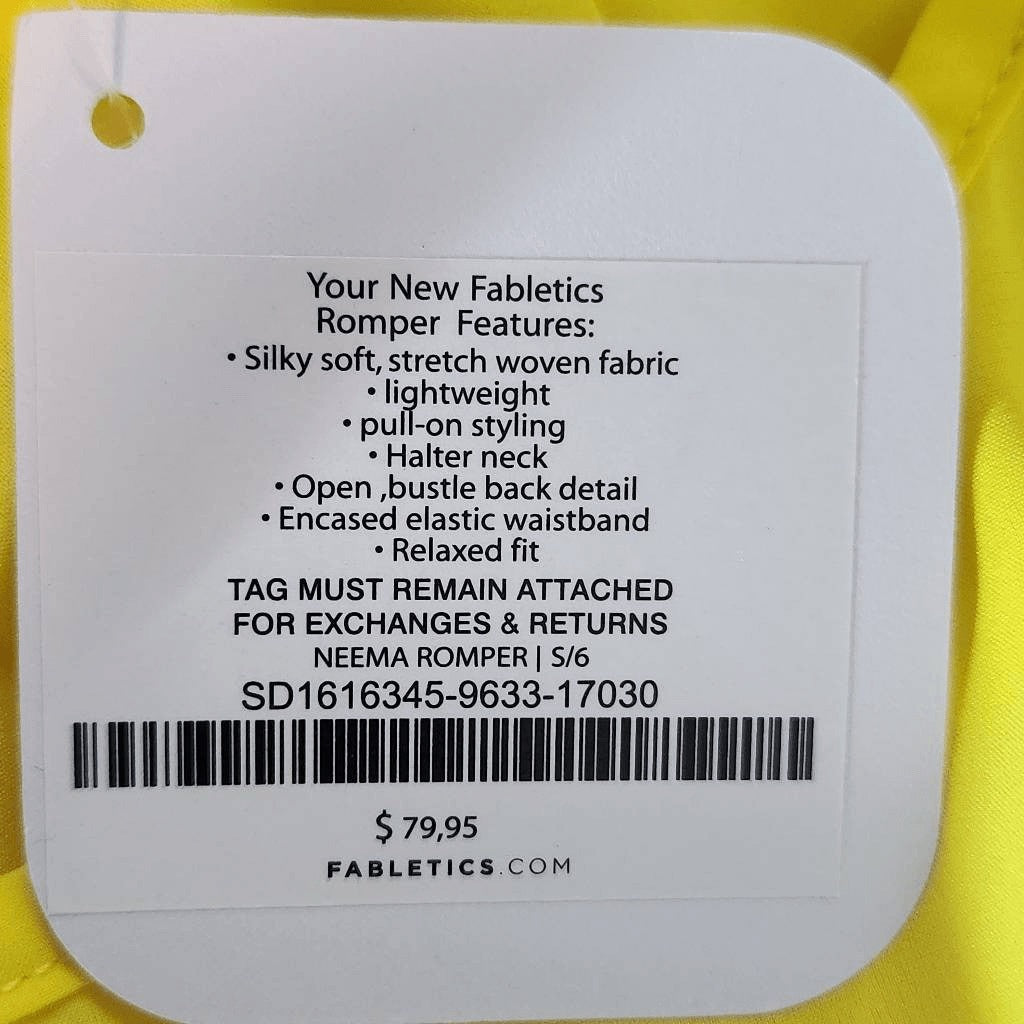 Your New Fabletics
Romper Features:
• Silky soft, stretch woven fabric
• lightweight
• pull-on styling
• Halter neck
• Open ,bustle back detail
• Encased elastic waistband
• Relaxed fit
TAG MUST REMAIN ATTACHED
FOR EXCHANGES & RETURNS
NEEMA ROMPER | S/6
SD1616345-9633-17030
$ 79,95
FABLETICS.COM